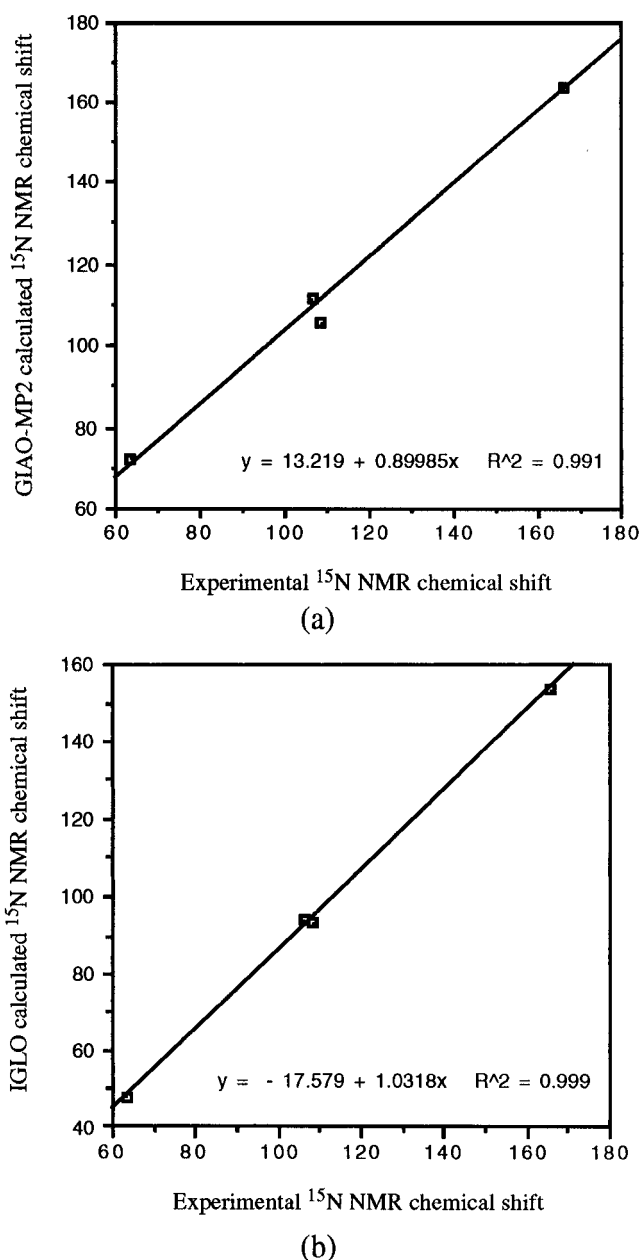 180
160
140
130
100
80
60
GIAO-MP2 calculated ¹⁵N NMR chemical shift
y = 13.219 + 0.89985x R^2 = 0.991
60 80 100 120 140 160 180
Experimental ¹⁵N NMR chemical shift
(a)
160
140
120
100
80
60
40
IGLO calculated ¹⁵N NMR chemical shift
y = - 17.579 + 1.0318x R^2 = 0.999
60 80 100 120 140 160 180
Experimental ¹⁵N NMR chemical shift
(b)